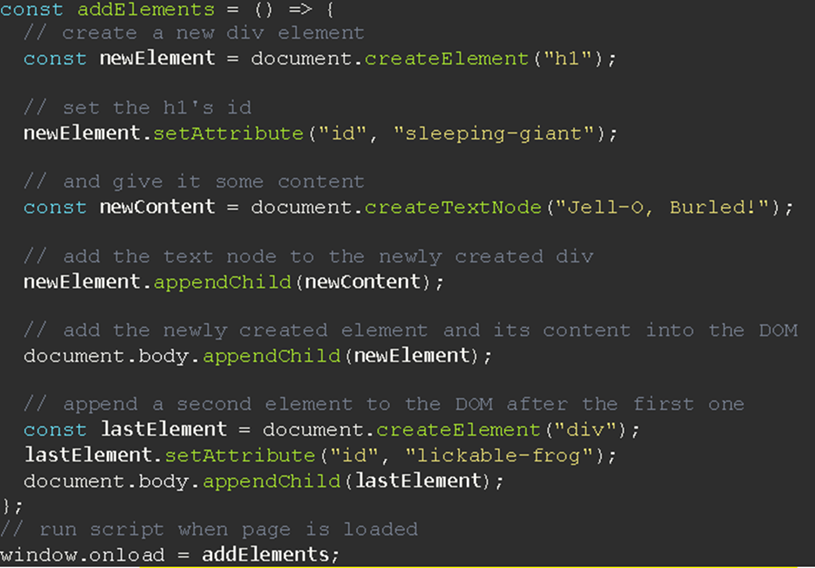 const addElements = () => {
  // create a new div element
  const newElement = document.createElement("h1");

  // set the h1's id
  newElement.setAttribute("id", "sleeping-giant");

  // and give it some content
  const newContent = document.createTextNode("Jell-O, Burled!");

  // add the text node to the newly created div
  newElement.appendChild(newContent);

  // add the newly created element and its content into the DOM
  document.body.appendChild(newElement);

  // append a second element to the DOM after the first one
  const lastElement = document.createElement("div");
  lastElement.setAttribute("id", "lickable-frog");
  document.body.appendChild(lastElement);
};
// run script when page is loaded
window.onload = addElements;